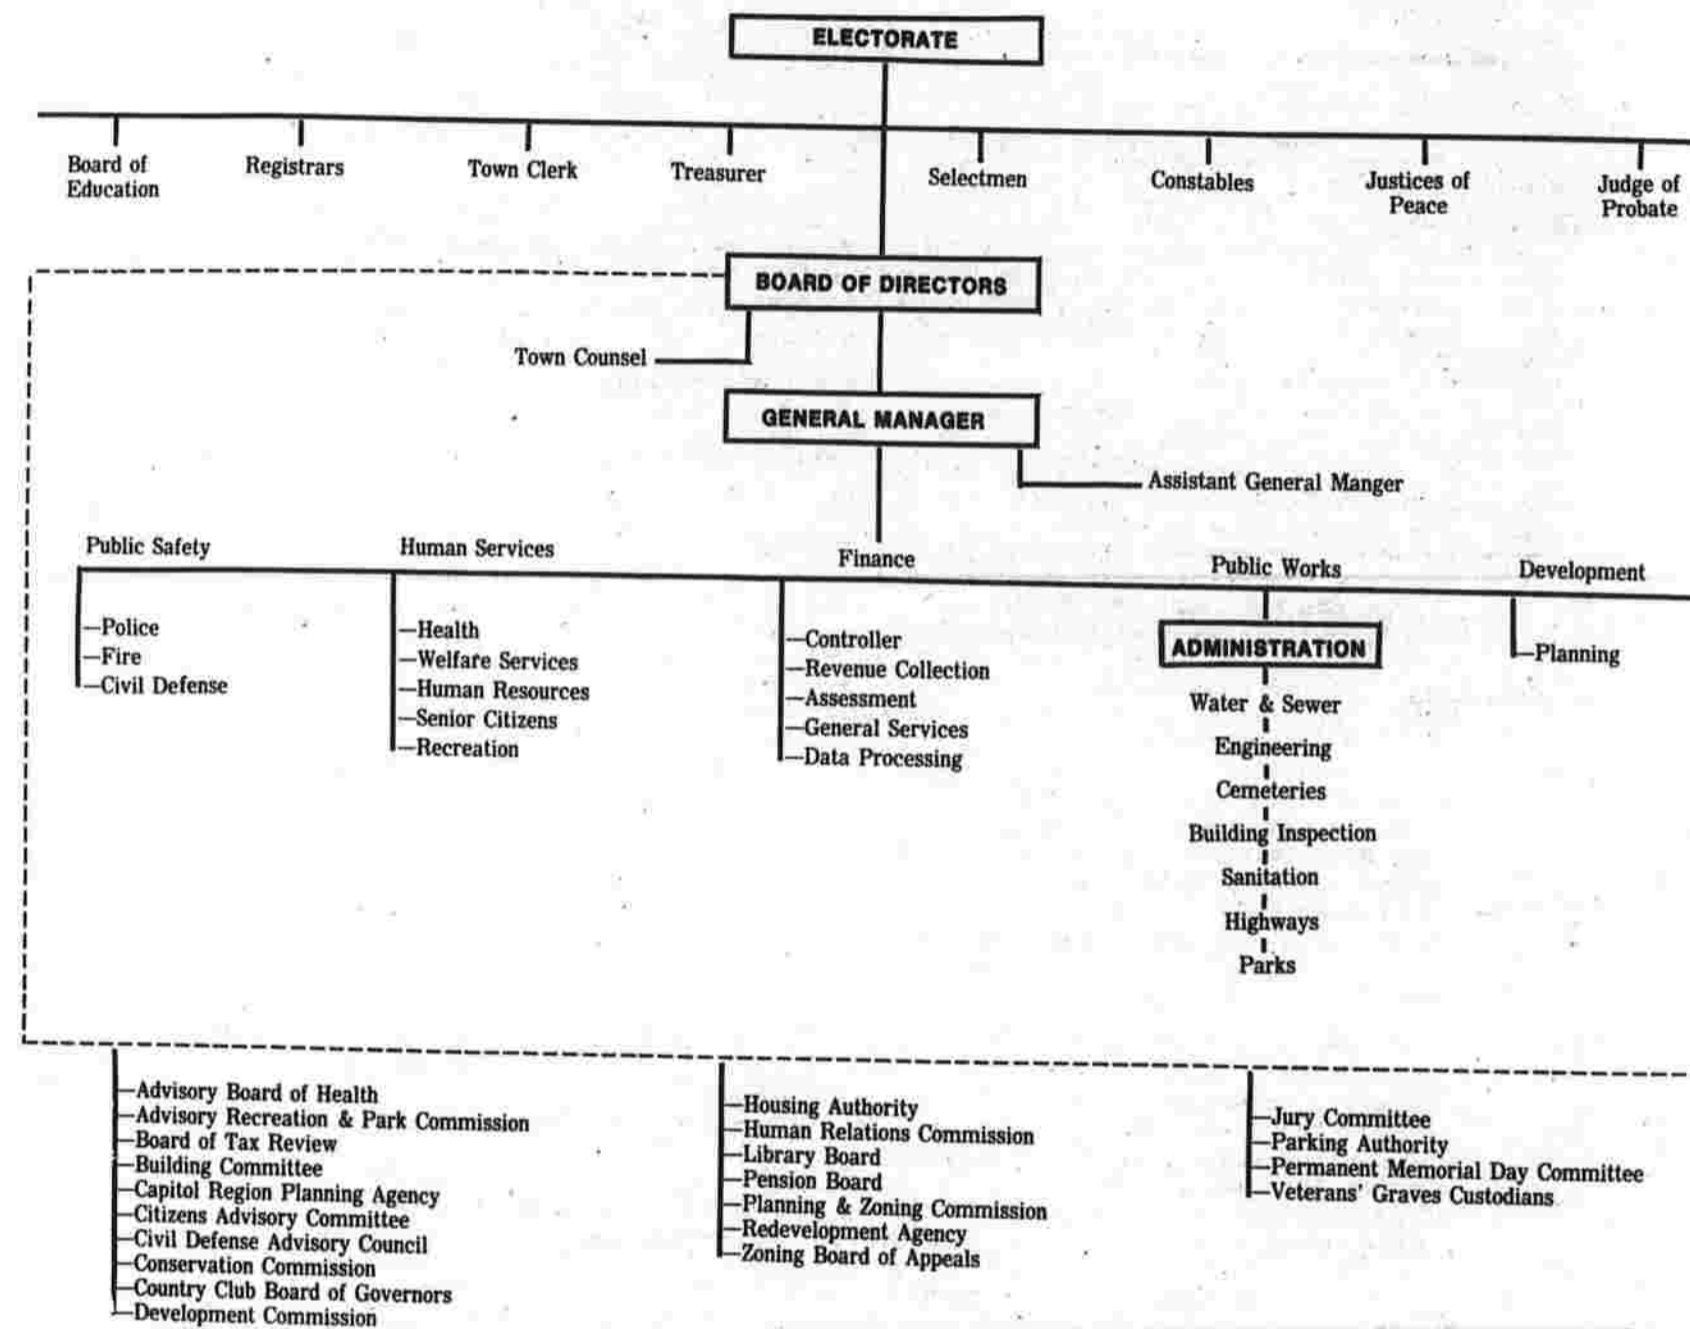 ELECTORATE
Board of
Education
Registrars
Town Clerk
Treasurer
Selectmen
Constables
Justices of
Peace
Judge of
Probate
BOARD OF DIRECTORS
Town Counsel
GENERAL MANAGER
Assistant General Manger
Public Safety
—Police
—Fire
—Civil Defense
Human Services
—Health
—Welfare Services
—Human Resources
—Senior Citizens
—Recreation
Finance
—Controller
—Revenue Collection
—Assessment
—General Services
—Data Processing
Public Works
ADMINISTRATION
Water & Sewer
Engineering
Cemeteries
Building Inspection
Sanitation
Highways
Parks
Development
—Planning
—Advisory Board of Health
—Advisory Recreation & Park Commission
—Board of Tax Review
—Building Committee
—Capitol Region Planning Agency
—Citizens Advisory Committee
—Civil Defense Advisory Council
—Conservation Commission
—Country Club Board of Governors
—Development Commission
—Housing Authority
—Human Relations Commission
—Library Board
—Pension Board
—Planning & Zoning Commission
—Redevelopment Agency
—Zoning Board of Appeals
—Jury Committee
—Parking Authority
—Permanent Memorial Day Committee
—Veterans' Graves Custodians